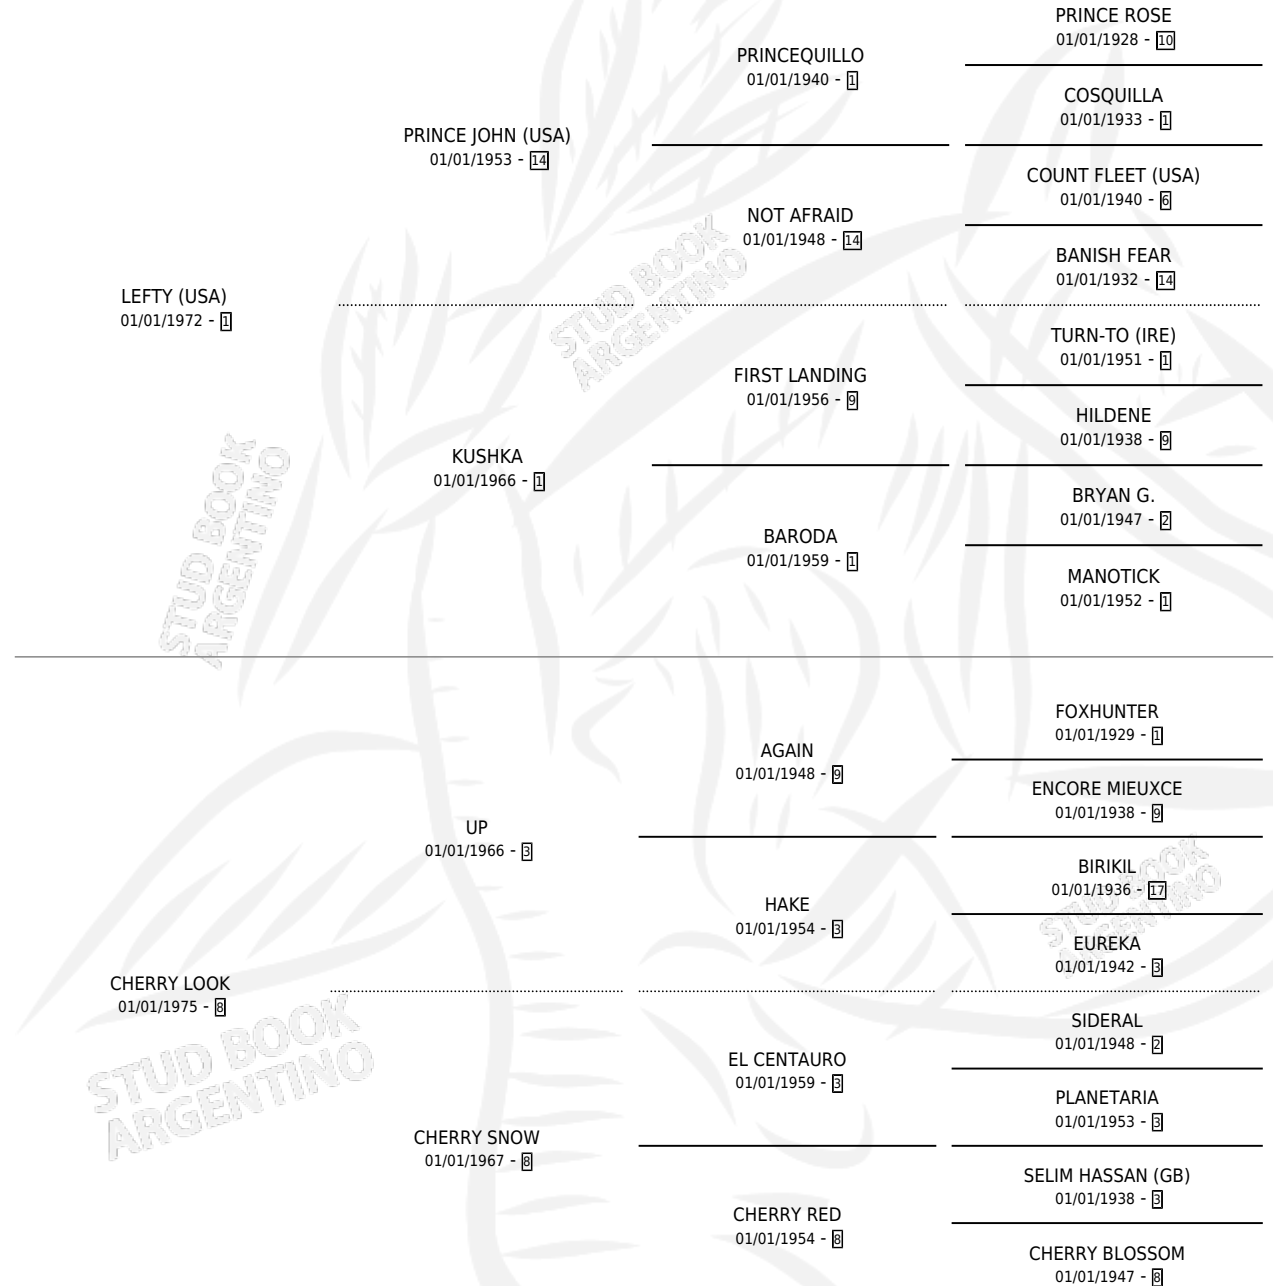 PRINCE ROSE
01/01/1928 - 10
PRINCEQUILLO
01/01/1940 - 1
COSQUILLA
01/01/1933 - 1
PRINCE JOHN (USA)
01/01/1953 - 14
COUNT FLEET (USA)
01/01/1940 - 6
NOT AFRAID
01/01/1948 - 14
BANISH FEAR
01/01/1932 - 14
LEFTY (USA)
01/01/1972 - 1
TURN-TO (IRE)
01/01/1951 - 1
FIRST LANDING
01/01/1956 - 9
HILDENE
01/01/1938 - 9
KUSHKA
01/01/1966 - 1
BRYAN G.
01/01/1947 - 2
BARODA
01/01/1959 - 1
MANOTICK
01/01/1952 - 1
STUD BOOK
ARGENTINO
STUD BOOK
ARGENTINO
FOXHUNTER
01/01/1929 - 1
AGAIN
01/01/1948 - 9
ENCORE MIEUXCE
01/01/1938 - 9
UP
01/01/1966 - 3
BIRIKIL
01/01/1936 - 17
HAKE
01/01/1954 - 3
EUREKA
01/01/1942 - 3
STUD BOOK
ARGENTINO
CHERRY LOOK
01/01/1975 - 8
SIDERAL
01/01/1948 - 2
EL CENTAURO
01/01/1959 - 3
PLANETARIA
01/01/1953 - 3
STUD BOOK
ARGENTINO
CHERRY SNOW
01/01/1967 - 8
SELIM HASSAN (GB)
01/01/1938 - 3
CHERRY RED
01/01/1954 - 8
CHERRY BLOSSOM
01/01/1947 - 8